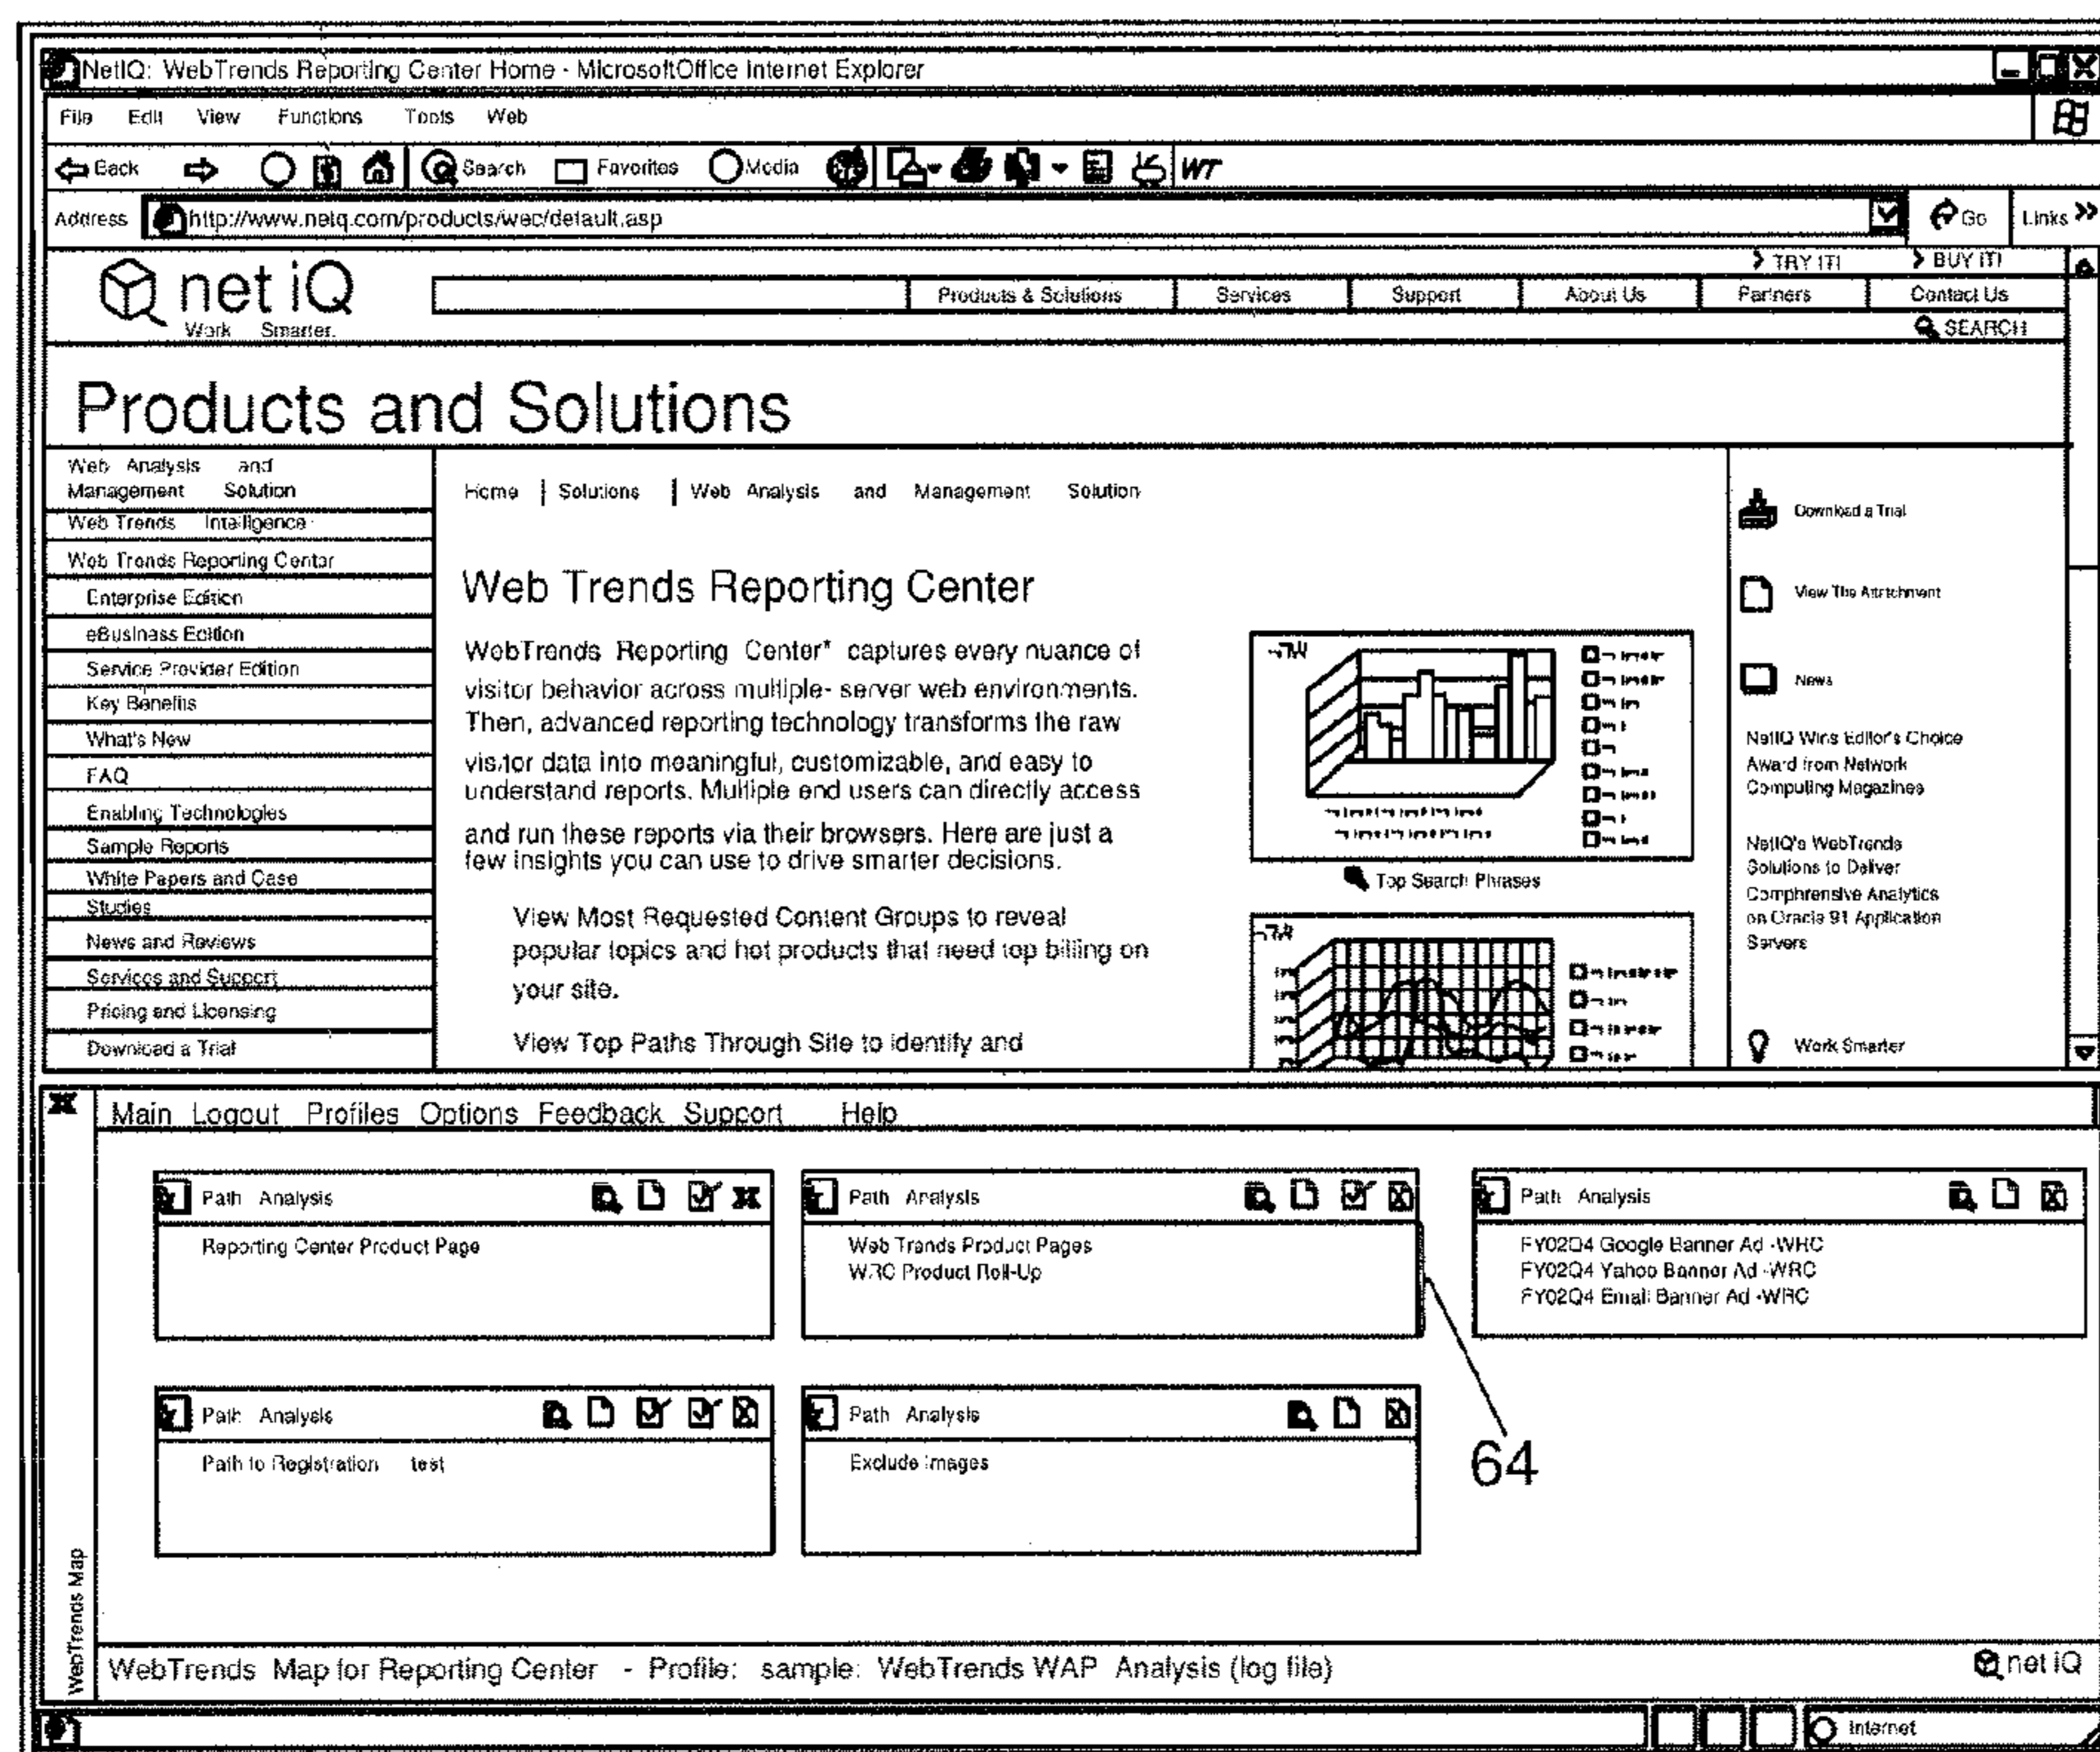 NetIQ: WebTrends Reporting Center Home - MicrosoftOffice Internet Explorer
File Edit View Functions Tools Web
Back Search Favorites Media WT
Address http://www.netq.com/products/wec/default.asp Go Links »
TRY IT! BUY IT!
net iQ
Work Smarter.
Products & Solutions Services Support About Us Partners Contact Us
SEARCH
Products and Solutions
Web Analysis and
Management Solution
Web Trends Intelligence
Web Trends Reporting Center
Enterprise Edition
eBusiness Edition
Service Provider Edition
Key Benefits
What's New
FAQ
Enabling Technologies
Sample Reports
White Papers and Case
Studies
News and Reviews
Services and Support
Pricing and Licensing
Download a Trial
Home | Solutions | Web Analysis and Management Solution
Web Trends Reporting Center
WebTrends Reporting Center* captures every nuance of
visitor behavior across multiple- server web environments.
Then, advanced reporting technology transforms the raw
visitor data into meaningful, customizable, and easy to
understand reports. Multiple end users can directly access
and run these reports via their browsers. Here are just a
few insights you can use to drive smarter decisions.
View Most Requested Content Groups to reveal
popular topics and hot products that need top billing on
your site.
View Top Paths Through Site to identify and
Top Search Phrases
Download a Trial
View The
News
NetIQ Wins Editor's Choice
Award from Network
Computing Magazines
NetIQ's WebTrends
Solutions to Deliver
Comphrensive Analytics
on Oracle 91 Application
Servers
Work Smarter
Main Logout Profiles Options Feedback Support Help
Path Analysis
Reporting Center Product Page
Path Analysis
Web Trands Product Pages
WRC Product Roll-Up
Path Analysis
FY02Q4 Google Banner Ad -WRC
FY02Q4 Yahoo Banner Ad -WRC
FY02Q4 Email Banner Ad -WRC
Path Analysis
Path to Registration test
Path Analysis
Exclude Images
64
WebTrends Map
WebTrends Map for Reporting Center - Profile: sample: WebTrends WAP Analysis (log file)
net iQ
Internet